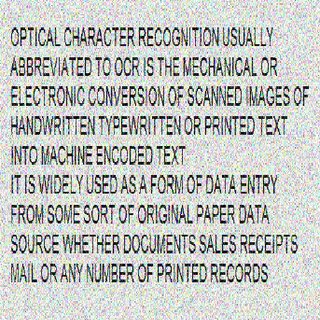 OPTICAL CHARACTER RECOGNITION USUALLY
ABBREVIATED TO OCR IS THE MECHANICAL OR
ELECTRONIC CONVERSION OF SCANNED IMAGES OF
HANDWRITTEN TYPEWRITTEN OR PRINTED TEXT
INTO MACHINE ENCODED TEXT
IT IS WIDELY USED AS A FORM OF DATA ENTRY
FROM SOME SORT OF ORIGINAL PAPER DATA
SOURCE WHETHER DOCUMENTS SALES RECEIPTS
MAIL OR ANY NUMBER OF PRINTED RECORDS